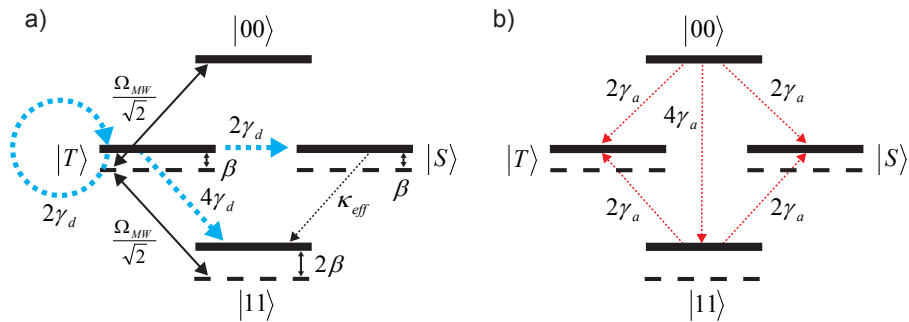 a)
|00⟩
Ω_MW/√2
2γ_d
|T⟩
β
|S⟩
β
2γ_d
4γ_d
κ_eff
Ω_MW/√2
2β
|11⟩
b)
|00⟩
2γ_a
4γ_a
2γ_a
|T⟩
|S⟩
2γ_a
2γ_a
|11⟩